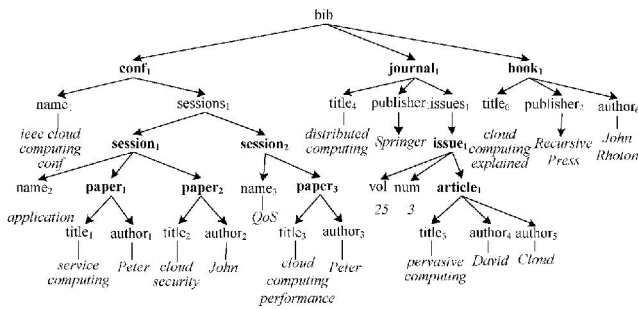 bib
conf₁ journal₁ hook₁
name₁ sessions₁ title₄ publisher₁ issues₁ title₆ publisher₂ author₆
ieee cloud computing conf
distributed computing
Springer
cloud computing explained
Recursive Press
John Rhoton
session₁ session₂ issue₁
name₂ paper₁ paper₂ name₃ paper₃ vol num article₁
application
QoS
25 3
title₁ author₁ title₂ author₂ title₃ author₃ title₅ author₄ author₅
service computing
Peter
cloud security
John
cloud computing performance
Peter
pervasive computing
David
Cloud